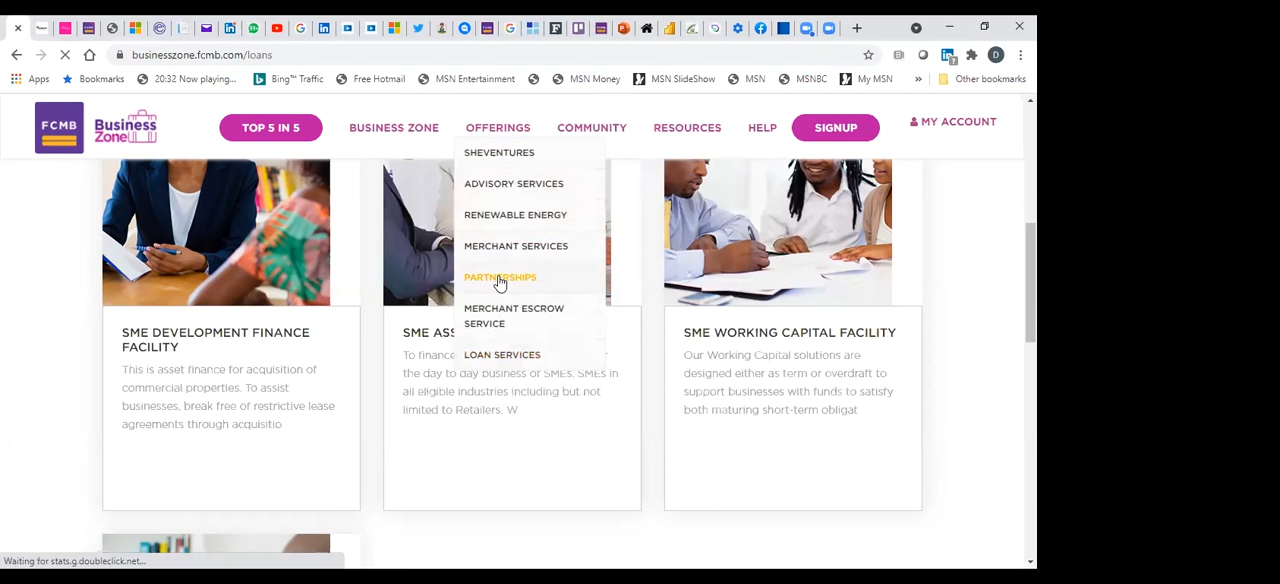 businesszone.fcmb.com/loans
Apps Bookmarks 20:32 Now playing... Bing™ Traffic Free Hotmail MSN Entertainment MSN Money MSN SlideShow MSN MSNBC My MSN » Other bookmarks
FCMB Business Zone TOP 5 IN 5 BUSINESS ZONE OFFERINGS COMMUNITY RESOURCES HELP SIGNUP MY ACCOUNT
SHEVENTURES
ADVISORY SERVICES
RENEWABLE ENERGY
MERCHANT SERVICES
PARTNERSHIPS
MERCHANT ESCROW
SERVICE
LOAN SERVICES
SME DEVELOPMENT FINANCE
FACILITY
This is asset finance for acquisition of
commercial properties. To assist
businesses, break free of restrictive lease
agreements through acquisitio
SME ASS
To finance
the day to day business of SMEs. SMEs in
all eligible industries including but not
limited to Retailers. W
SME WORKING CAPITAL FACILITY
Our Working Capital solutions are
designed either as term or overdraft to
support businesses with funds to satisfy
both maturing short-term obligat
Waiting for stats.g.doubleclick.net...